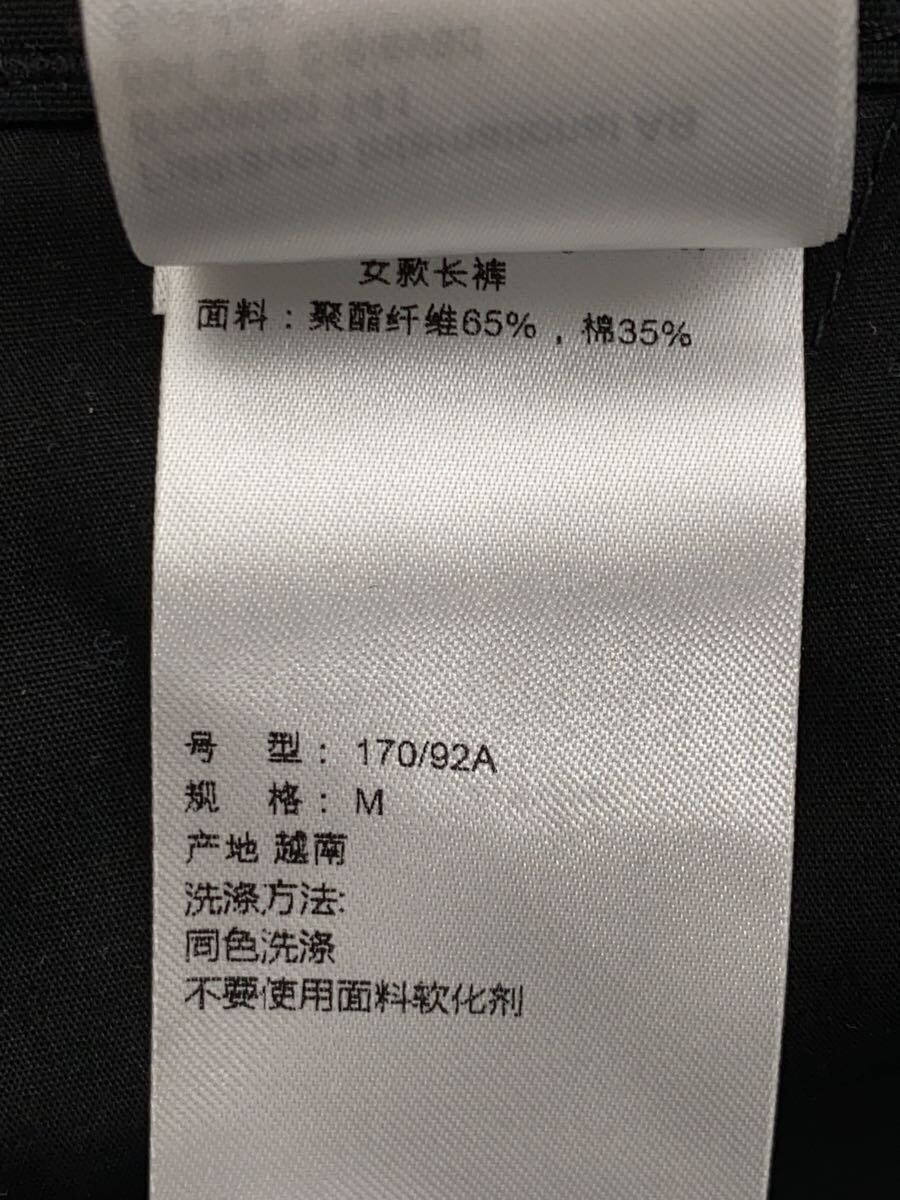 女款长裤
面料：聚酯纤维65%，棉35%
号 型： 170/92A
规 格： M
产地 越南
洗涤方法:
同色洗涤
不要使用面料软化剂